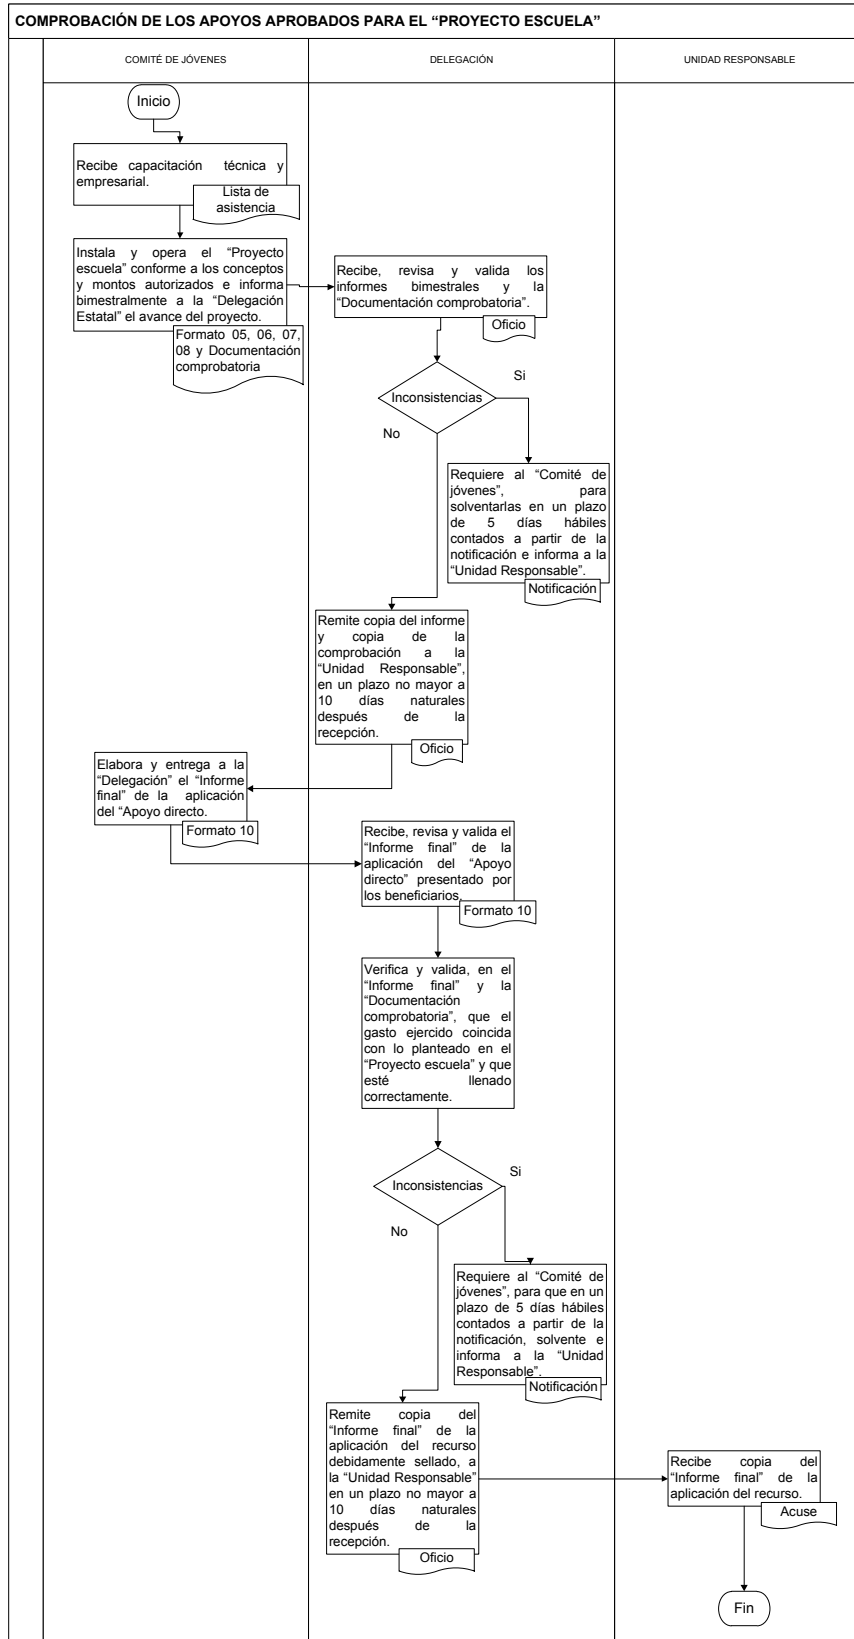 COMPROBACIÓN DE LOS APOYOS APROBADOS PARA EL “PROYECTO ESCUELA”
COMITÉ DE JÓVENES
DELEGACIÓN
UNIDAD RESPONSABLE
Inicio
Recibe capacitación técnica y
empresarial.
Lista de
asistencia
Instala y opera el “Proyecto
escuela” conforme a los conceptos
y montos autorizados e informa
bimestralmente a la “Delegación
Estatal” el avance del proyecto.
Formato 05, 06, 07,
08 y Documentación
comprobatoria
Recibe, revisa y valida los
informes bimestrales y la
“Documentación comprobatoria”.
Oficio
Inconsistencias
Si
No
Requiere al “Comité de
jóvenes”, para
solventarlas en un plazo
de 5 días hábiles
contados a partir de la
notificación e informa a la
“Unidad Responsable”.
Notificación
Remite copia del informe
y copia de la
comprobación a la
“Unidad Responsable”,
en un plazo no mayor a
10 días naturales
después de la
recepción.
Oficio
Elabora y entrega a la
“Delegación” el “Informe
final” de la aplicación
del “Apoyo directo.
Formato 10
Recibe, revisa y valida el
“Informe final” de la
aplicación del “Apoyo
directo” presentado por
los beneficiarios.
Formato 10
Verifica y valida, en el
“Informe final” y la
“Documentación
comprobatoria”, que el
gasto ejercido coincida
con lo planteado en el
“Proyecto escuela” y que
esté llenado
correctamente.
Inconsistencias
Si
No
Requiere al “Comité de
jóvenes”, para que en un
plazo de 5 días hábiles
contados a partir de la
notificación, solvente e
informa a la “Unidad
Responsable”.
Notificación
Remite copia del
“Informe final” de la
aplicación del recurso
debidamente sellado, a
la “Unidad Responsable”
en un plazo no mayor a
10 días naturales
después de la
recepción.
Oficio
Recibe copia del
“Informe final” de la
aplicación del recurso.
Acuse
Fin